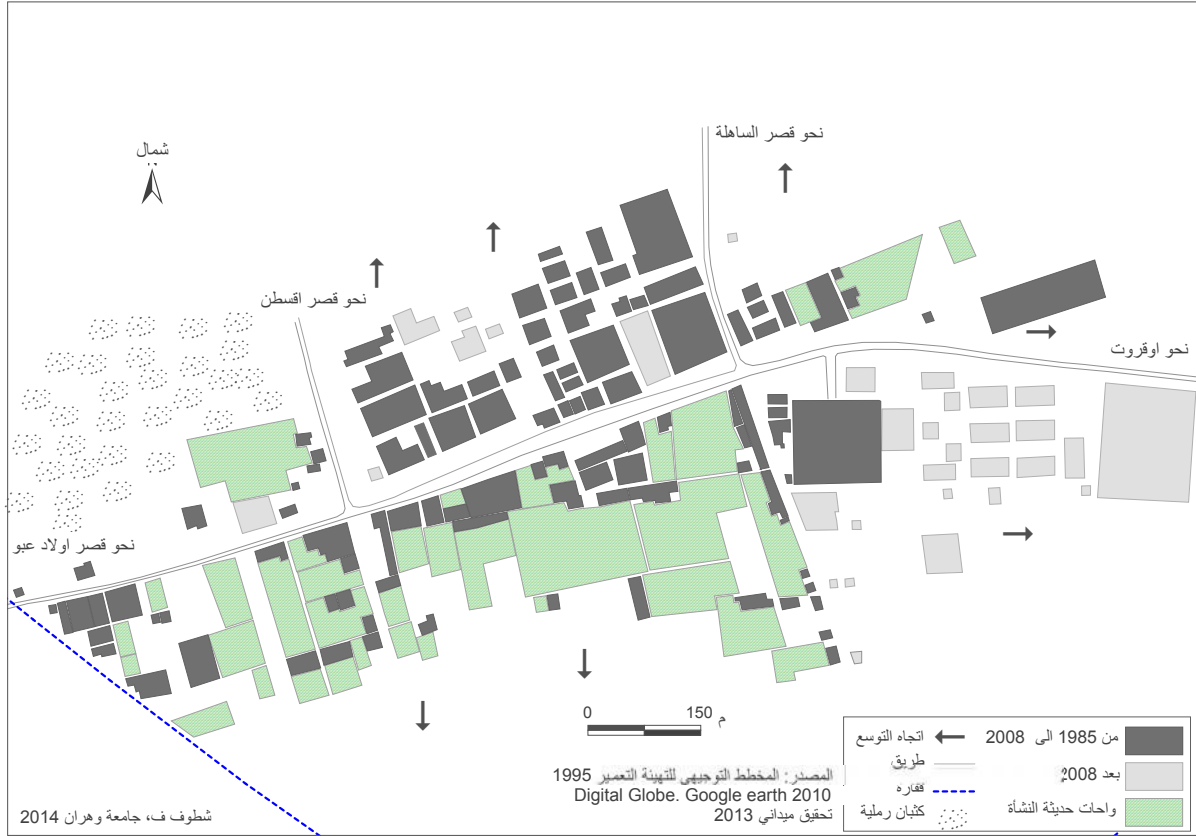 نحو قصر الساهلة
شمال
نحو قصر اقسطن
نحو اوقروت
نحو قصر اولاد عبو
0 150 م
من 1985 الى 2008
بعد 2008
واحات حديثة النشأة
اتجاه التوسع
طريق
فقاره
كثبان رملية
المصدر: المخطط التوجيهي للتهيئة التعمير 1995
Digital Globe. Google earth 2010
تحقيق ميداني 2013
شطوف ف، جامعة وهران 2014